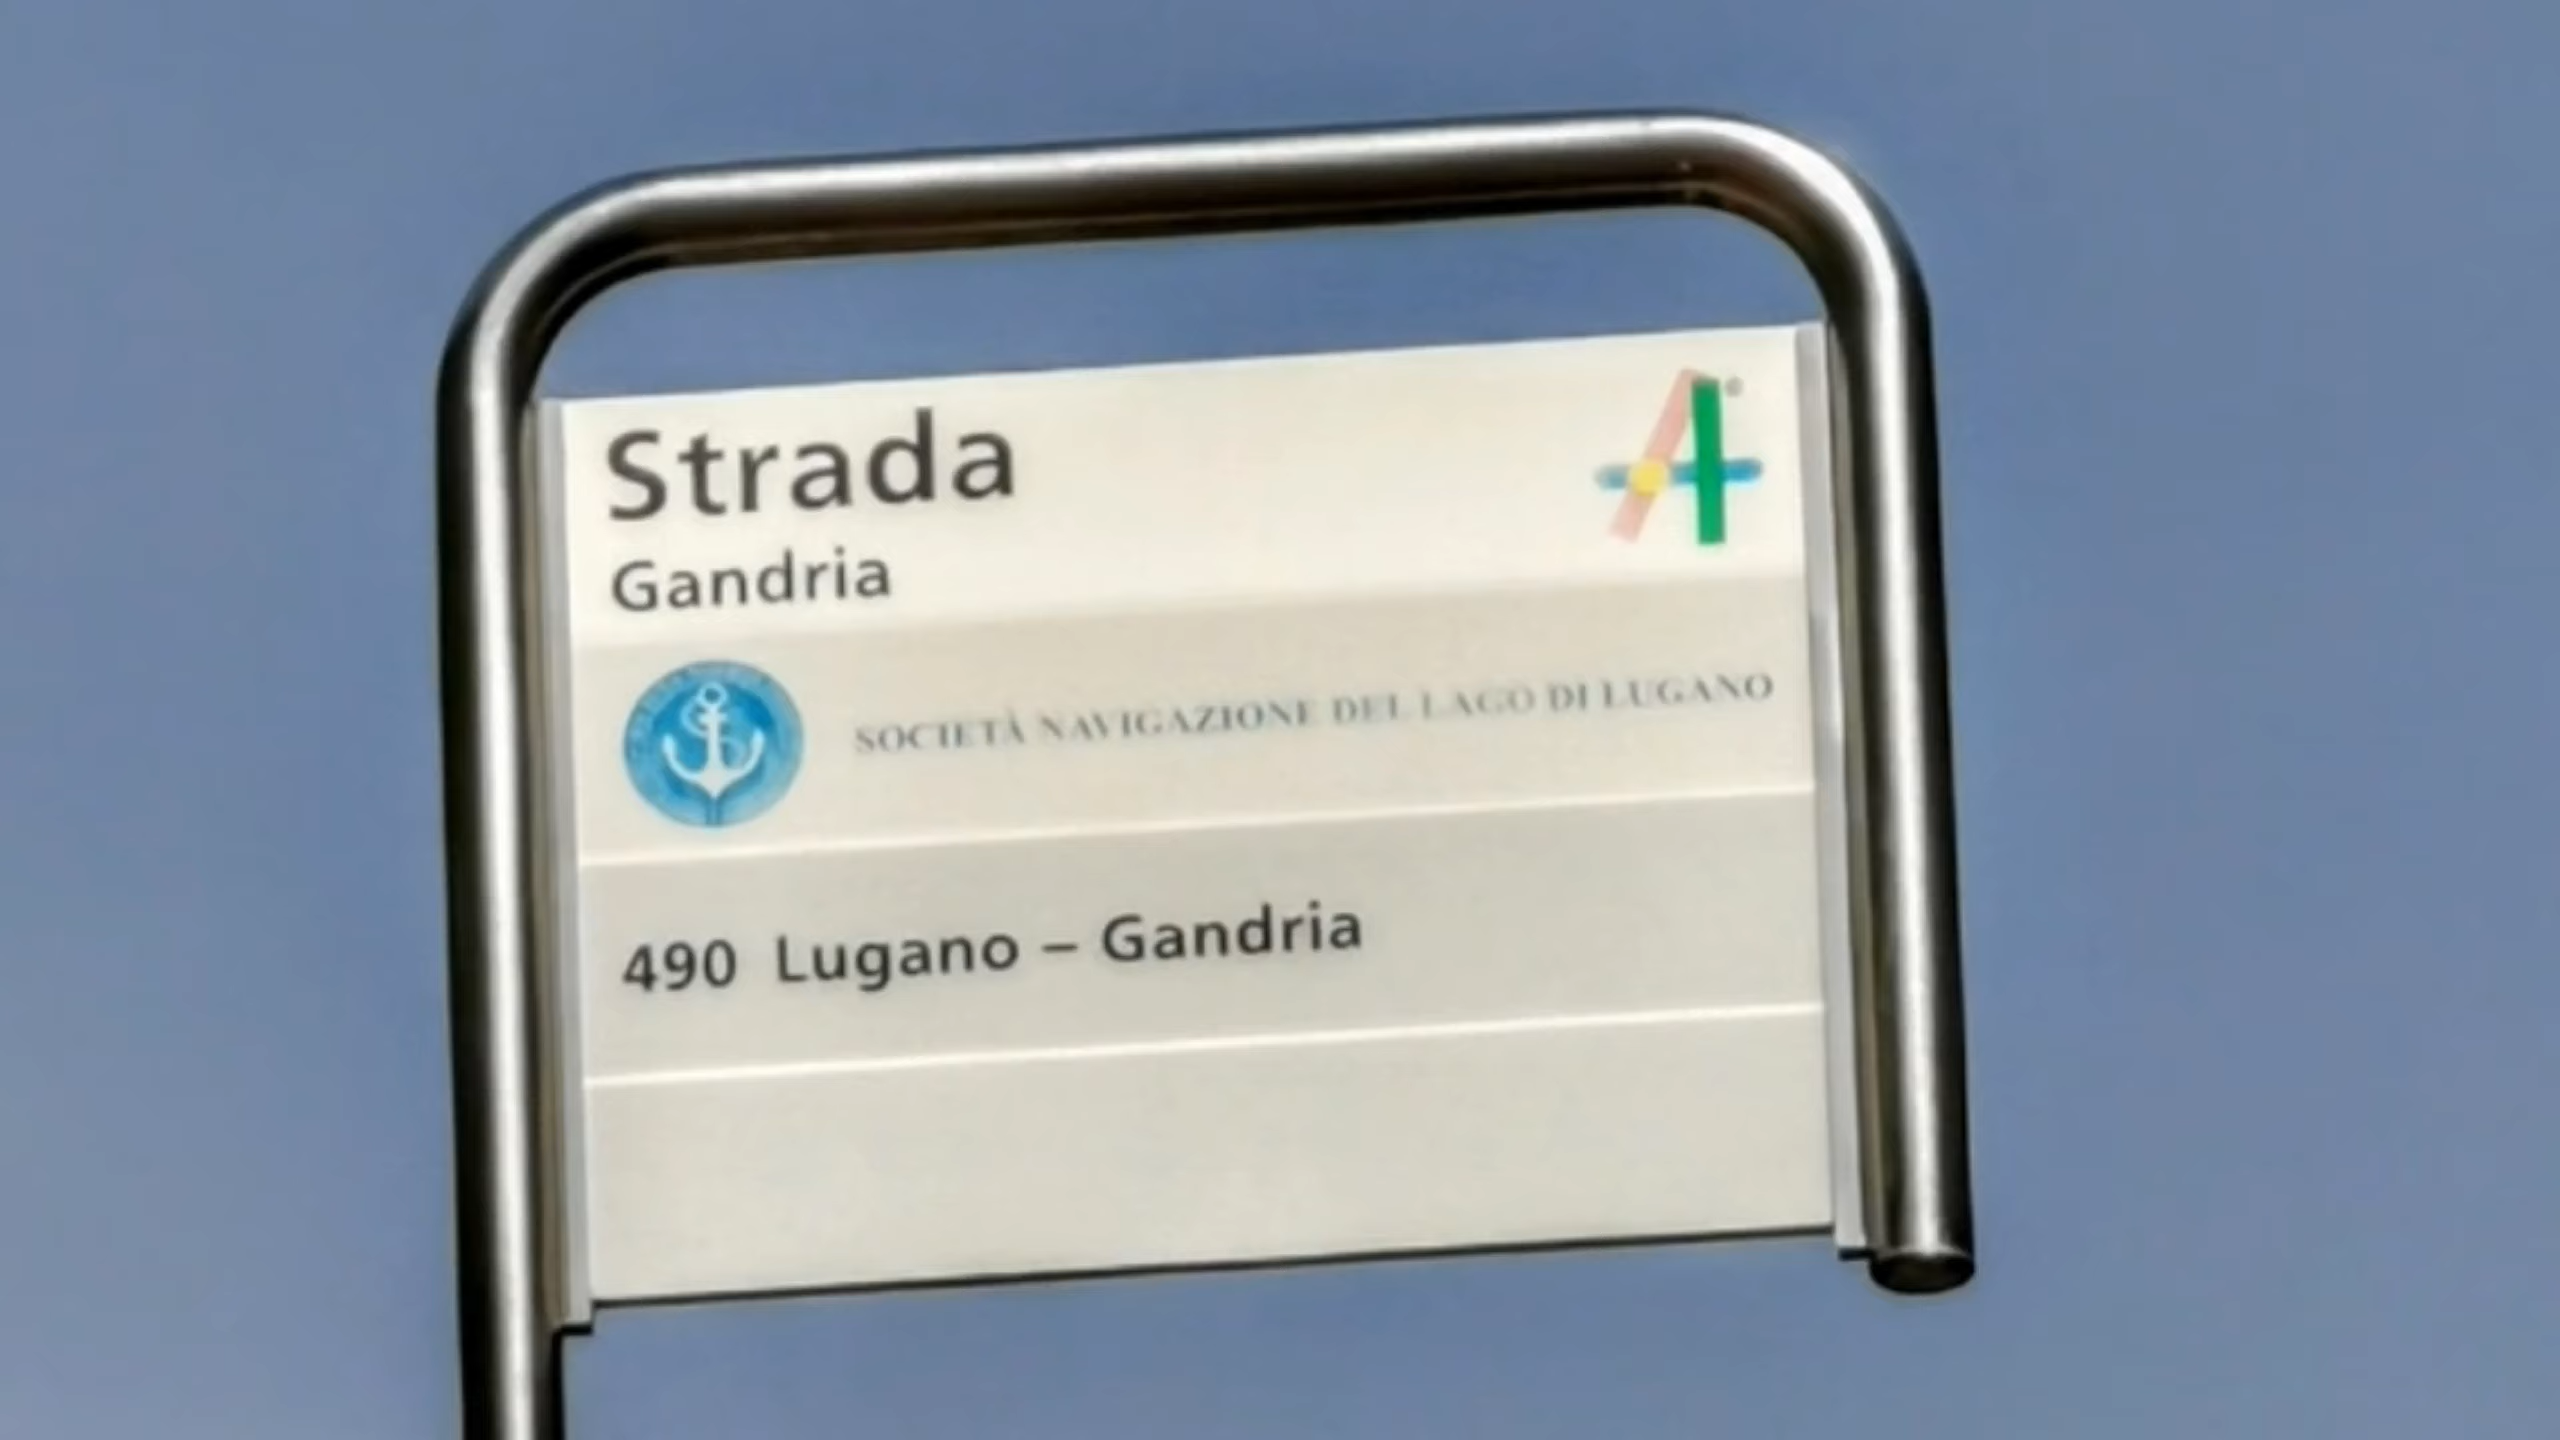 Strada
Gandria
SOCIETÀ NAVIGAZIONE DEL LAGO DI LUGANO
490 Lugano – Gandria